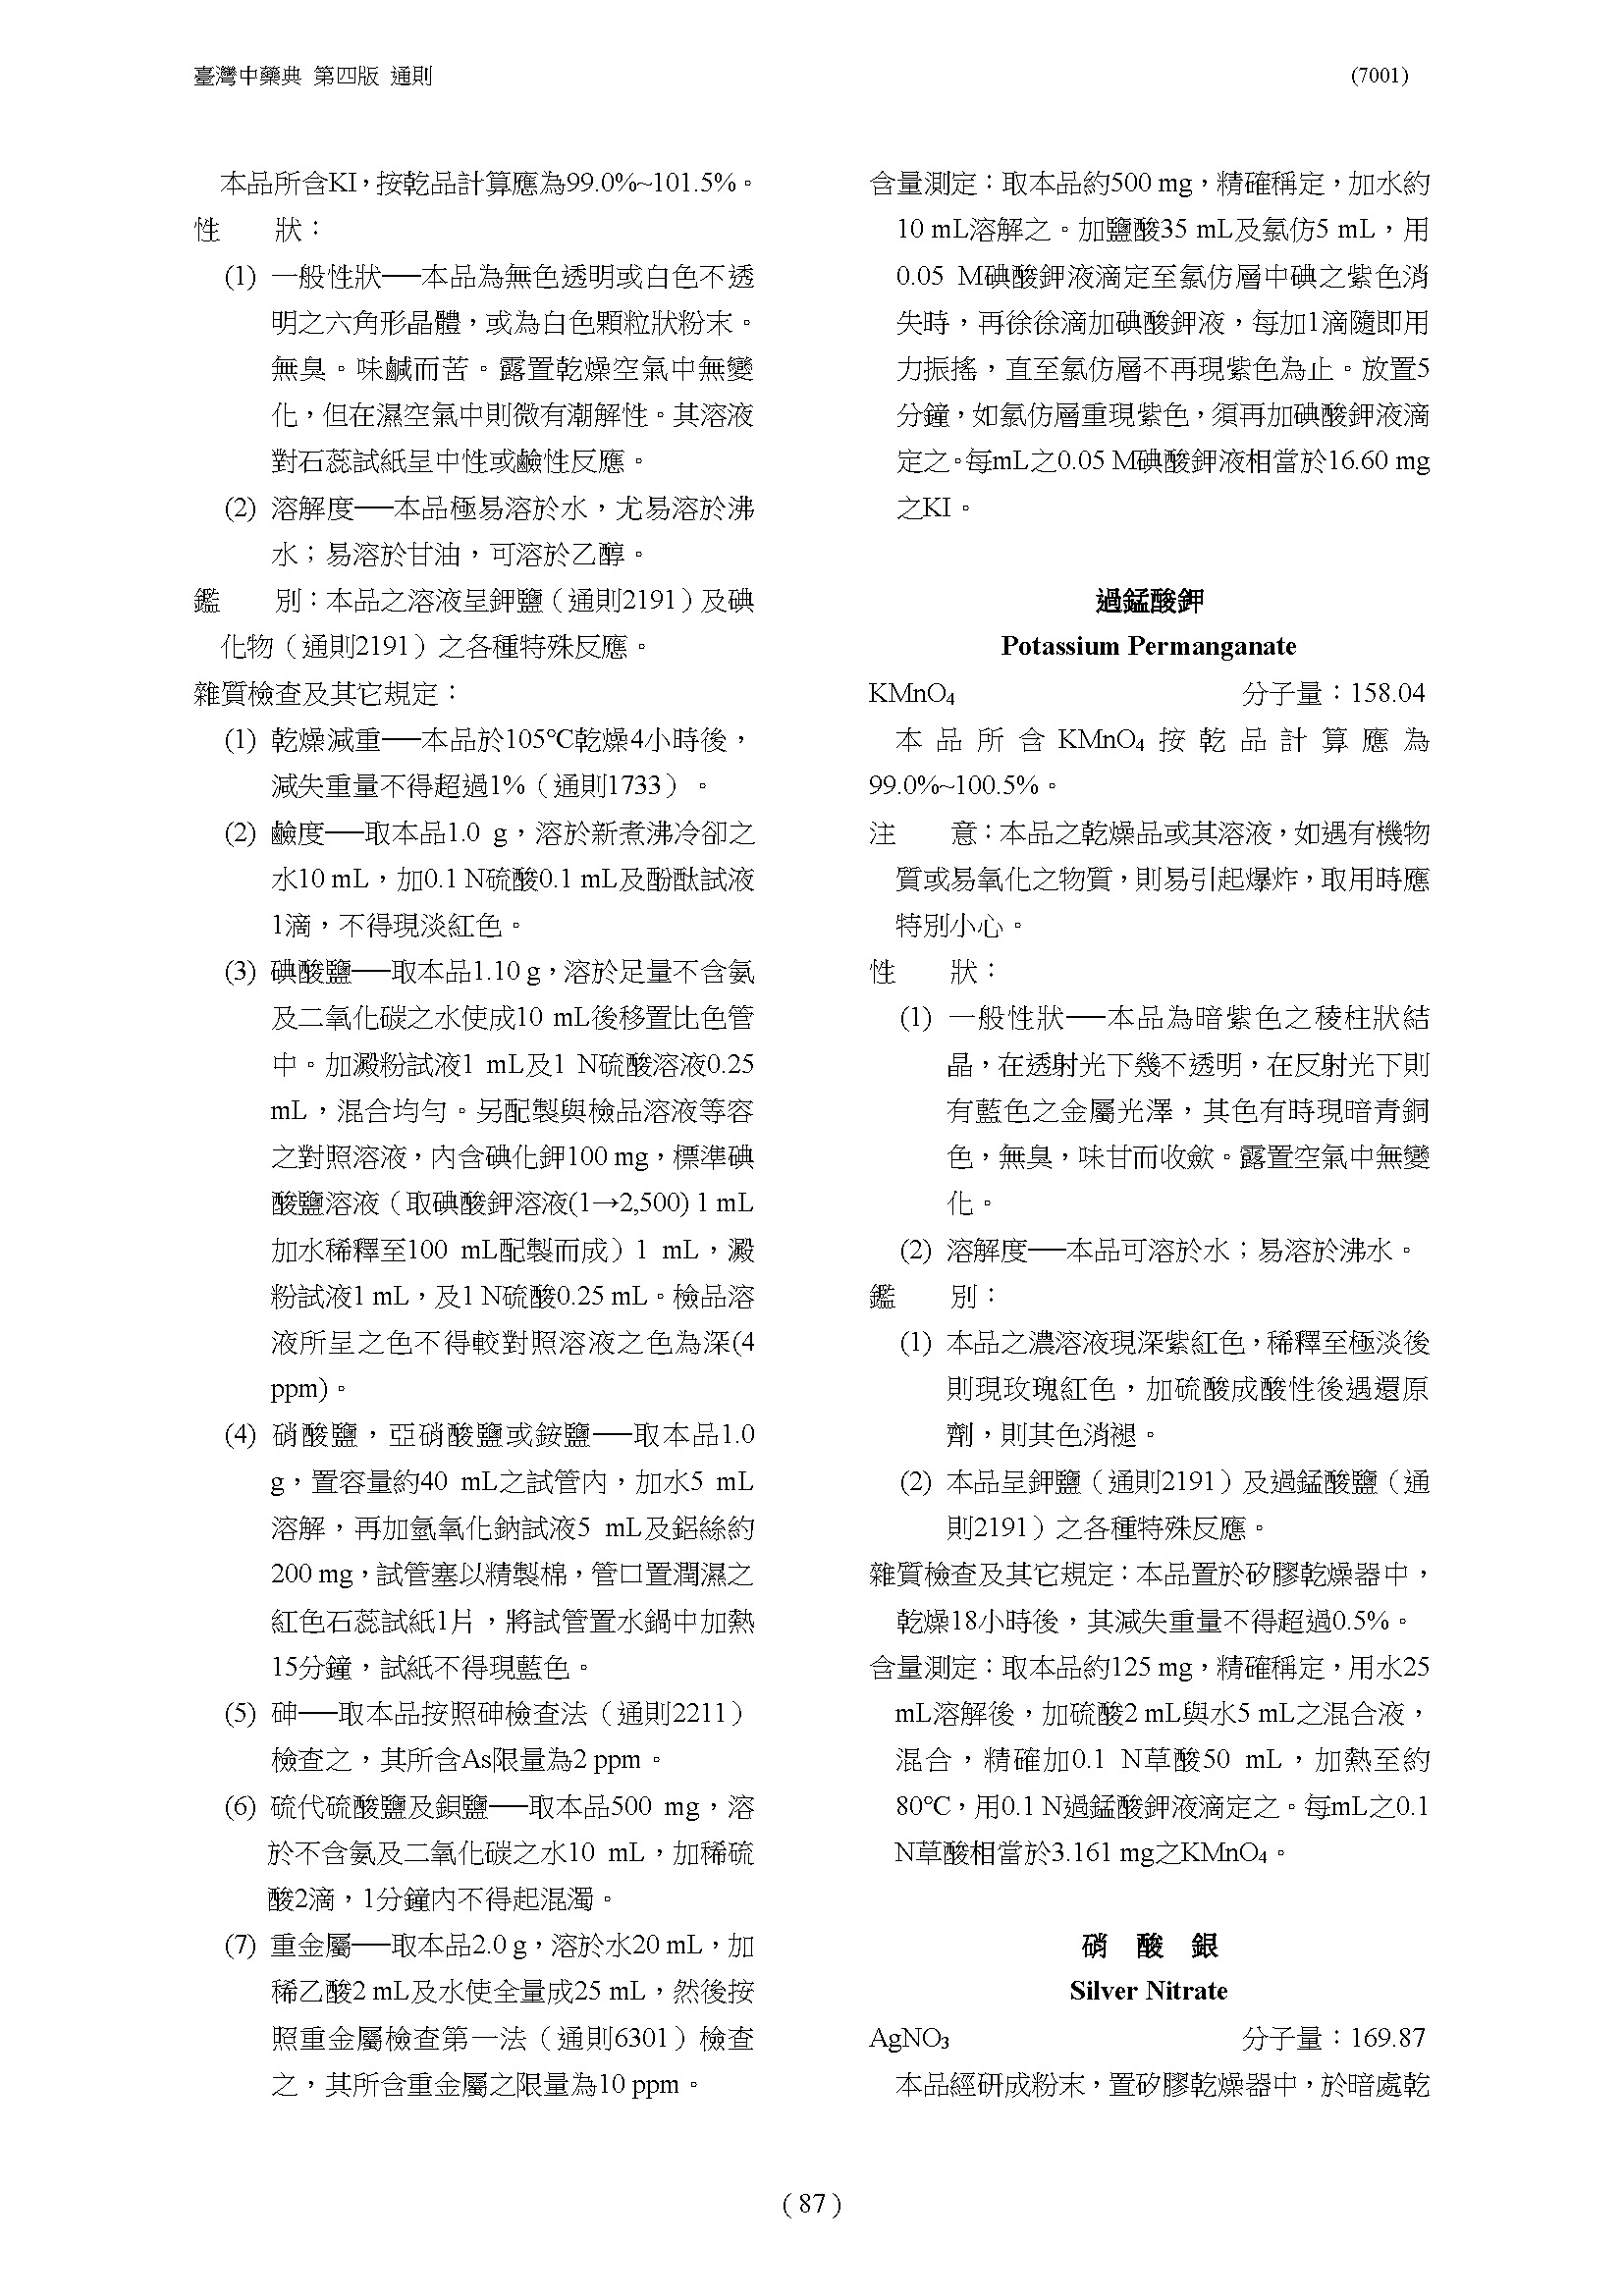 臺灣中藥典 第四版 通則
(7001)
本品所含KI，按乾品計算應為99.0%~101.5%。
性　　狀：
(1) 一般性狀──本品為無色透明或白色不透
明之六角形晶體，或為白色顆粒狀粉末。
無臭。味鹹而苦。露置乾燥空氣中無變
化，但在濕空氣中則微有潮解性。其溶液
對石蕊試紙呈中性或鹼性反應。
(2) 溶解度──本品極易溶於水，尤易溶於沸
水；易溶於甘油，可溶於乙醇。
鑑　　別：本品之溶液呈鉀鹽（通則2191）及碘
化物（通則2191）之各種特殊反應。
雜質檢查及其它規定：
(1) 乾燥減重──本品於105℃乾燥4小時後，
減失重量不得超過1%（通則1733）。
(2) 鹼度──取本品1.0 g，溶於新煮沸冷卻之
水10 mL，加0.1 N硫酸0.1 mL及酚酞試液
1滴，不得現淡紅色。
(3) 碘酸鹽──取本品1.10 g，溶於足量不含氨
及二氧化碳之水使成10 mL後移置比色管
中。加澱粉試液1 mL及1 N硫酸溶液0.25
mL，混合均勻。另配製與檢品溶液等容
之對照溶液，內含碘化鉀100 mg，標準碘
酸鹽溶液（取碘酸鉀溶液(1→2,500) 1 mL
加水稀釋至100 mL配製而成）1 mL，澱
粉試液1 mL，及1 N硫酸0.25 mL。檢品溶
液所呈之色不得較對照溶液之色為深(4
ppm)。
(4) 硝酸鹽，亞硝酸鹽或銨鹽──取本品1.0
g，置容量約40 mL之試管內，加水5 mL
溶解，再加氫氧化鈉試液5 mL及鋁絲約
200 mg，試管塞以精製棉，管口置潤濕之
紅色石蕊試紙1片，將試管置水鍋中加熱
15分鐘，試紙不得現藍色。
(5) 砷──取本品按照砷檢查法（通則2211）
檢查之，其所含As限量為2 ppm。
(6) 硫代硫酸鹽及鋇鹽──取本品500 mg，溶
於不含氨及二氧化碳之水10 mL，加稀硫
酸2滴，1分鐘內不得起混濁。
(7) 重金屬──取本品2.0 g，溶於水20 mL，加
稀乙酸2 mL及水使全量成25 mL，然後按
照重金屬檢查第一法（通則6301）檢查
之，其所含重金屬之限量為10 ppm。
含量測定：取本品約500 mg，精確稱定，加水約
10 mL溶解之。加鹽酸35 mL及氯仿5 mL，用
0.05 M碘酸鉀液滴定至氯仿層中碘之紫色消
失時，再徐徐滴加碘酸鉀液，每加1滴隨即用
力振搖，直至氯仿層不再現紫色為止。放置5
分鐘，如氯仿層重現紫色，須再加碘酸鉀液滴
定之。每mL之0.05 M碘酸鉀液相當於16.60 mg
之KI。
過錳酸鉀
Potassium Permanganate
KMnO₄　　分子量：158.04
本品所含KMnO₄按乾品計算應為
99.0%~100.5%。
注　　意：本品之乾燥品或其溶液，如遇有機物
質或易氧化之物質，則易引起爆炸，取用時應
特別小心。
性　　狀：
(1) 一般性狀──本品為暗紫色之稜柱狀結
晶，在透射光下幾不透明，在反射光下則
有藍色之金屬光澤，其色有時現暗青銅
色，無臭，味甘而收斂。露置空氣中無變
化。
(2) 溶解度──本品可溶於水；易溶於沸水。
鑑　　別：
(1) 本品之濃溶液現深紫紅色，稀釋至極淡後
則現玫瑰紅色，加硫酸成酸性後遇還原
劑，則其色消褪。
(2) 本品呈鉀鹽（通則2191）及過錳酸鹽（通
則2191）之各種特殊反應。
雜質檢查及其它規定：本品置於矽膠乾燥器中，
乾燥18小時後，其減失重量不得超過0.5%。
含量測定：取本品約125 mg，精確稱定，用水25
mL溶解後，加硫酸2 mL與水5 mL之混合液，
混合，精確加0.1 N草酸50 mL，加熱至約
80℃，用0.1 N過錳酸鉀液滴定之。每mL之0.1
N草酸相當於3.161 mg之KMnO₄。
硝　酸　銀
Silver Nitrate
AgNO₃　　分子量：169.87
本品經研成粉末，置矽膠乾燥器中，於暗處乾
( 87 )